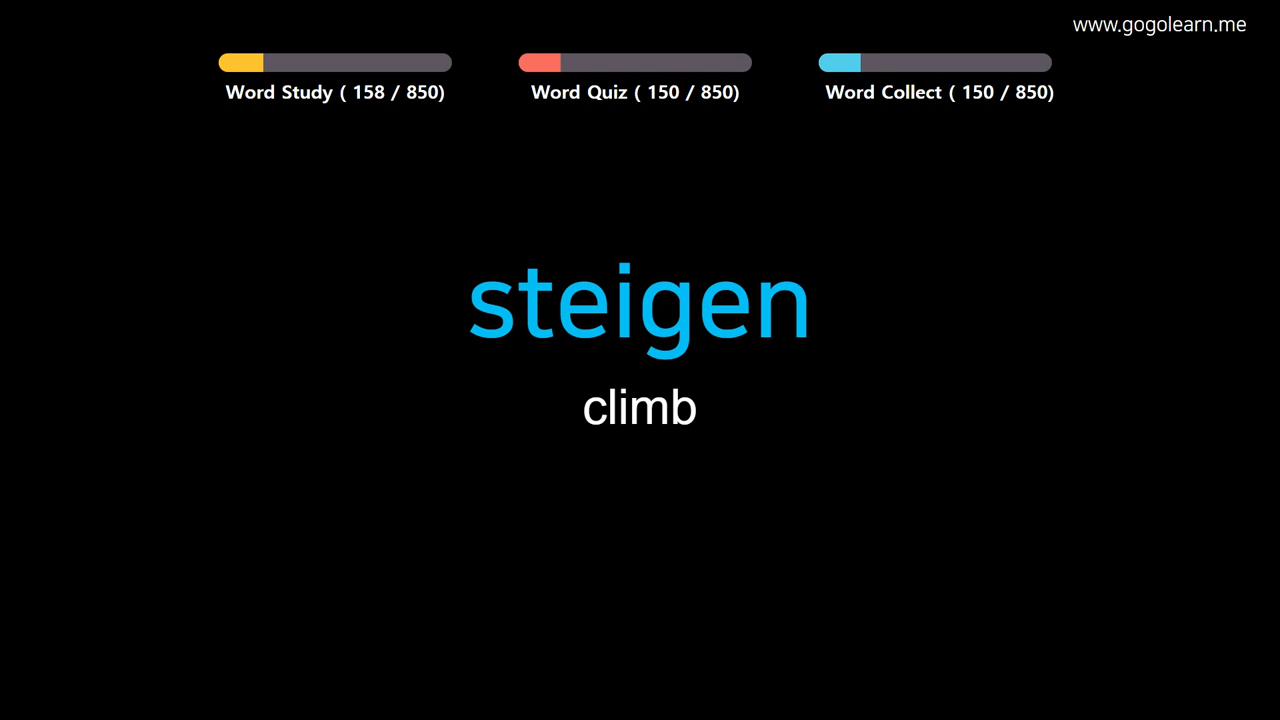 www.gogolearn.me
Word Study ( 158 / 850)
Word Quiz ( 150 / 850)
Word Collect ( 150 / 850)
steigen
climb